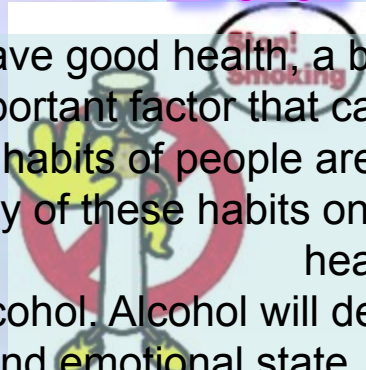 Stop!
Smoking
ave good health, a b
portant factor that ca
habits of people are
y of these habits on
hea
cohol. Alcohol will de
nd emotional state.